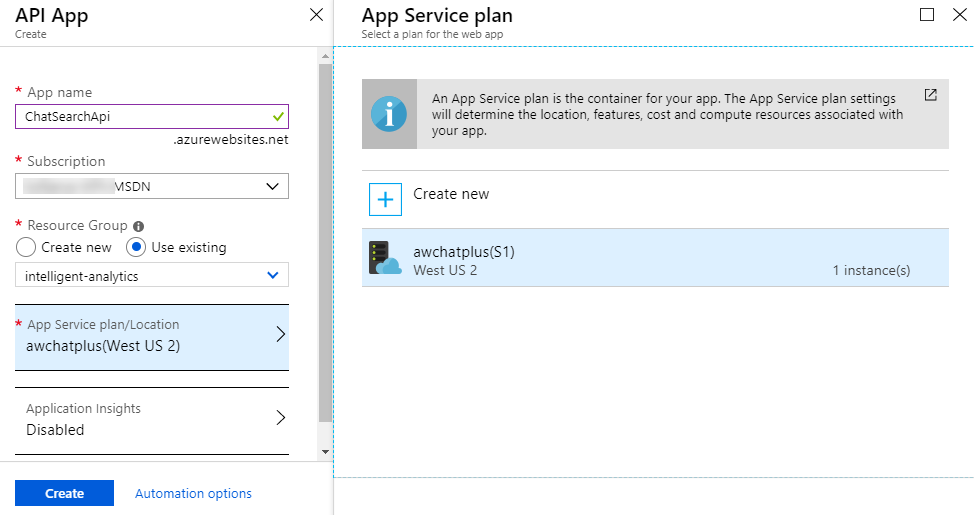 API App
Create
* App name
ChatSearchApi
.azurewebsites.net
* Subscription
MSDN
* Resource Group
Create new
Use existing
intelligent-analytics
* App Service plan/Location
awchatplus(West US 2)
Application Insights
Disabled
Create
Automation options
App Service plan
Select a plan for the web app
An App Service plan is the container for your app. The App Service plan settings
will determine the location, features, cost and compute resources associated with
your app.
Create new
awchatplus(S1)
West US 2
1 instance(s)